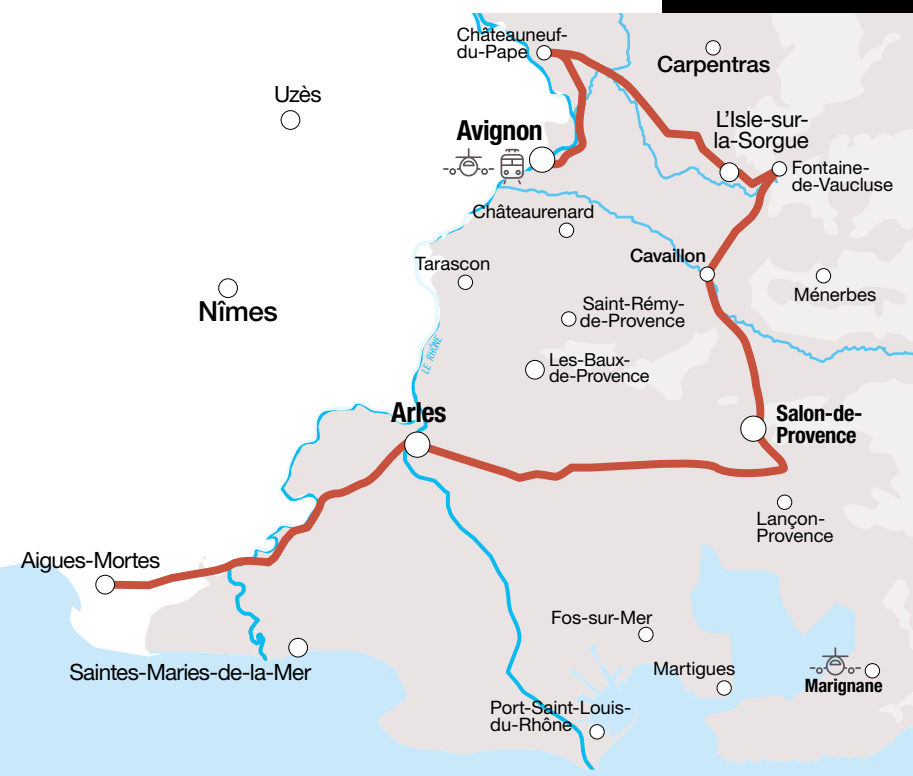 Châteauneuf-
du-Pape
Carpentras
Uzès
L'Isle-sur-
la-Sorgue
Avignon
Fontaine-
de-Vaucluse
Châteaurenard
Cavaillon
Tarascon
Ménerbes
Nîmes
Saint-Rémy-
de-Provence
LE RHÔNE
Les-Baux-
de-Provence
Arles
Salon-de-
Provence
Lançon-
Provence
Aigues-Mortes
Fos-sur-Mer
Saintes-Maries-de-la-Mer
Martigues
Marignane
Port-Saint-Louis-
du-Rhône